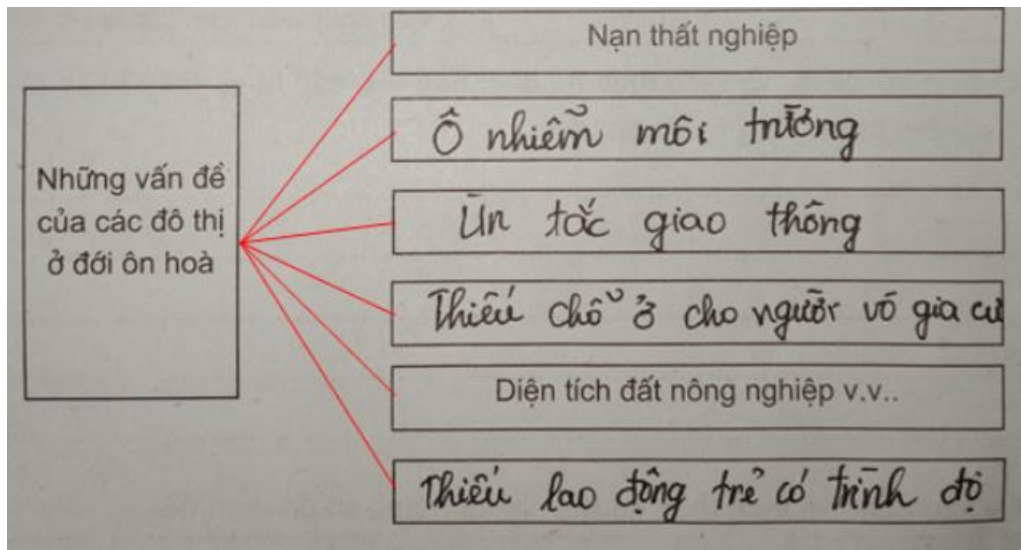 Nạn thất nghiệp
Ô nhiễm môi trường
Những vấn đề
của các đô thị
ở đới ôn hoà
Ùn tắc giao thông
Thiếu chỗ ở cho người vô gia cư
Diện tích đất nông nghiệp v.v..
Thiếu lao động trẻ có trình độ